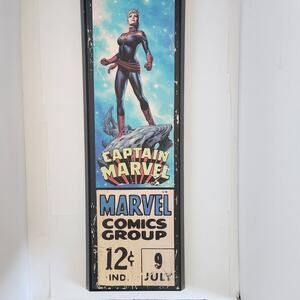 CAPTAIN
MARVEL
MARVEL
COMICS
GROUP
12¢ 9
IND. JULY